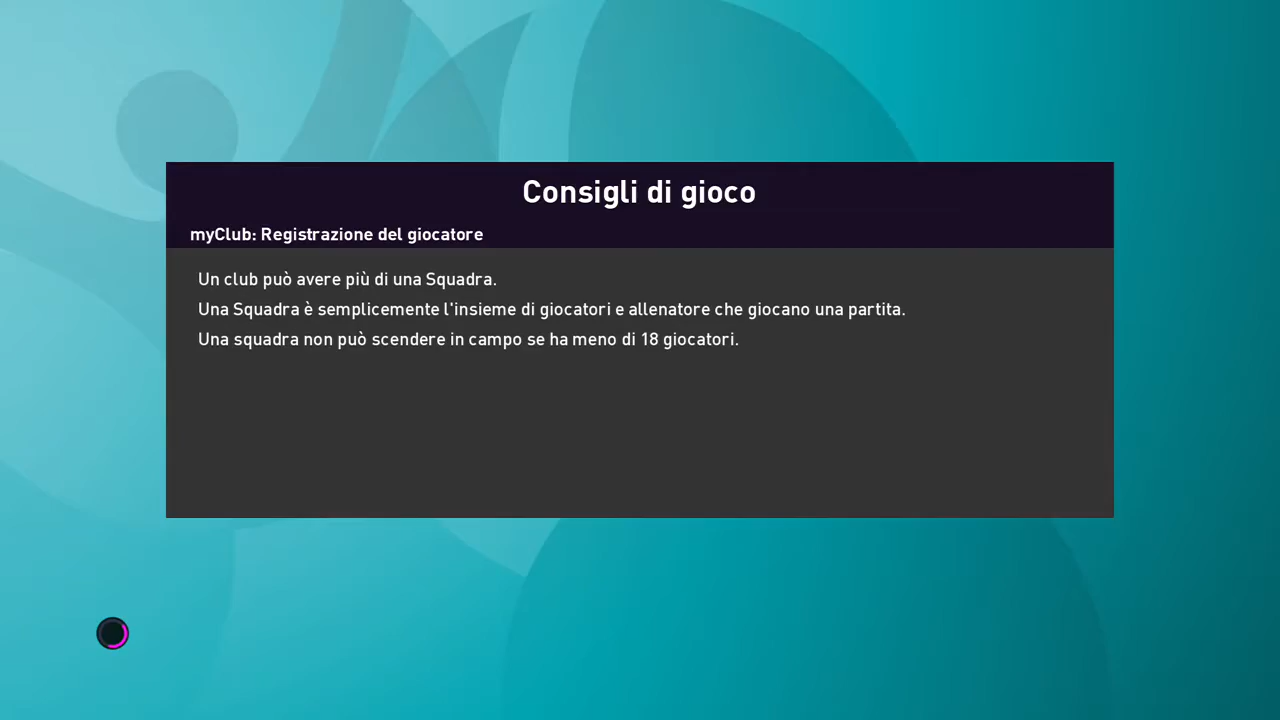 Consigli di gioco
myClub: Registrazione del giocatore
Un club può avere più di una Squadra.
Una Squadra è semplicemente l'insieme di giocatori e allenatore che giocano una partita.
Una squadra non può scendere in campo se ha meno di 18 giocatori.